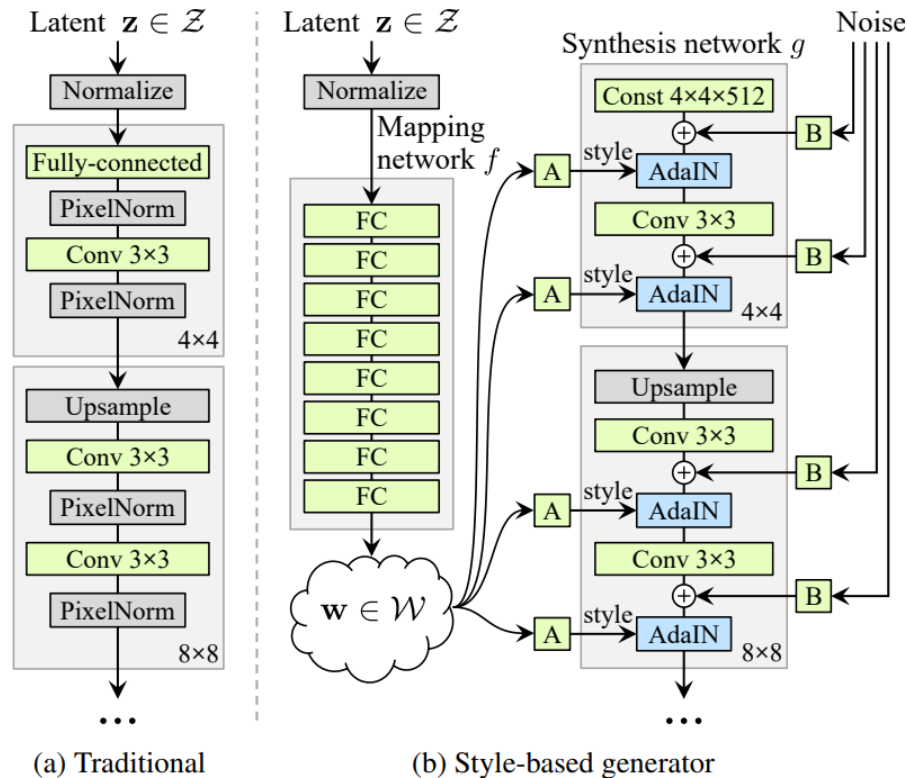 Latent z ∈ Z
Normalize
Fully-connected
PixelNorm
Conv 3×3
PixelNorm
4×4
Upsample
Conv 3×3
PixelNorm
Conv 3×3
PixelNorm
8×8
...
(a) Traditional
Latent z ∈ Z
Normalize
Mapping
network f
FC
FC
FC
FC
FC
FC
FC
FC
w ∈ W
A
style
A
style
A
style
A
style
Noise
Synthesis network g
Const 4×4×512
B
AdaIN
Conv 3×3
B
AdaIN
4×4
Upsample
Conv 3×3
B
AdaIN
Conv 3×3
B
AdaIN
8×8
...
(b) Style-based generator